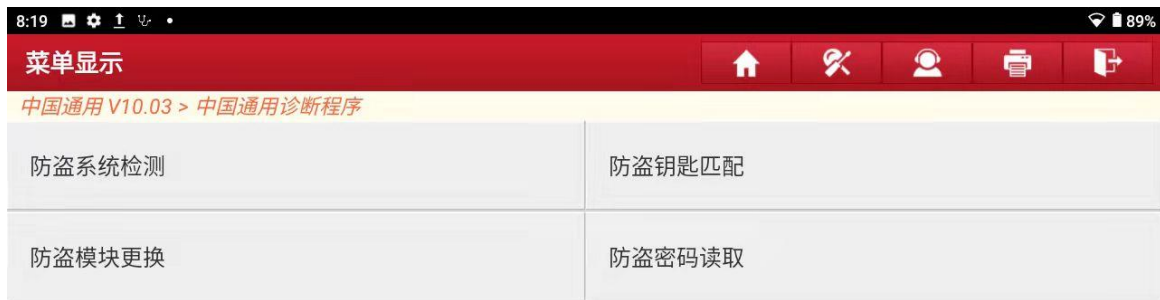 8:19 89%
菜单显示
中国通用 V10.03 > 中国通用诊断程序
防盗系统检测 防盗钥匙匹配
防盗模块更换 防盗密码读取